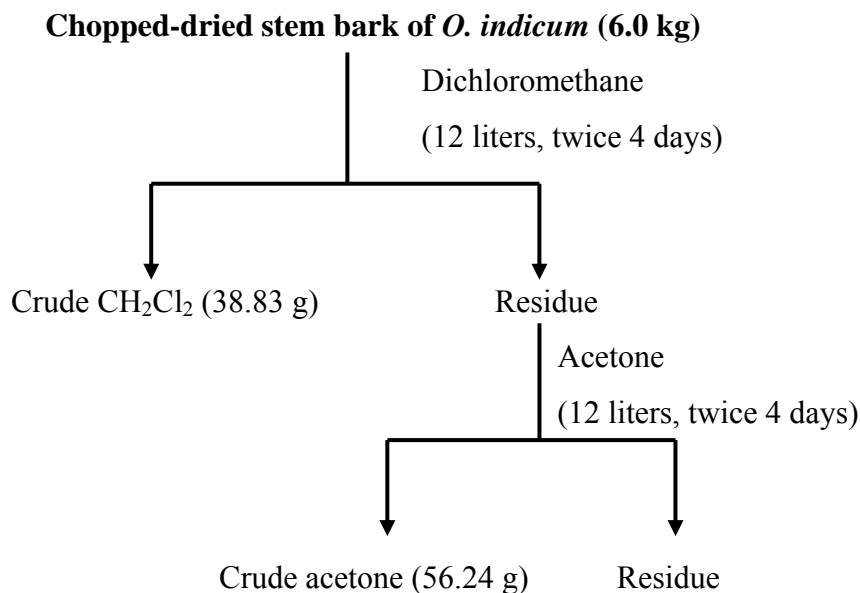 Chopped-dried stem bark of O. indicum (6.0 kg)
Dichloromethane
(12 liters, twice 4 days)
Crude CH₂Cl₂ (38.83 g)
Residue
Acetone
(12 liters, twice 4 days)
Crude acetone (56.24 g)
Residue